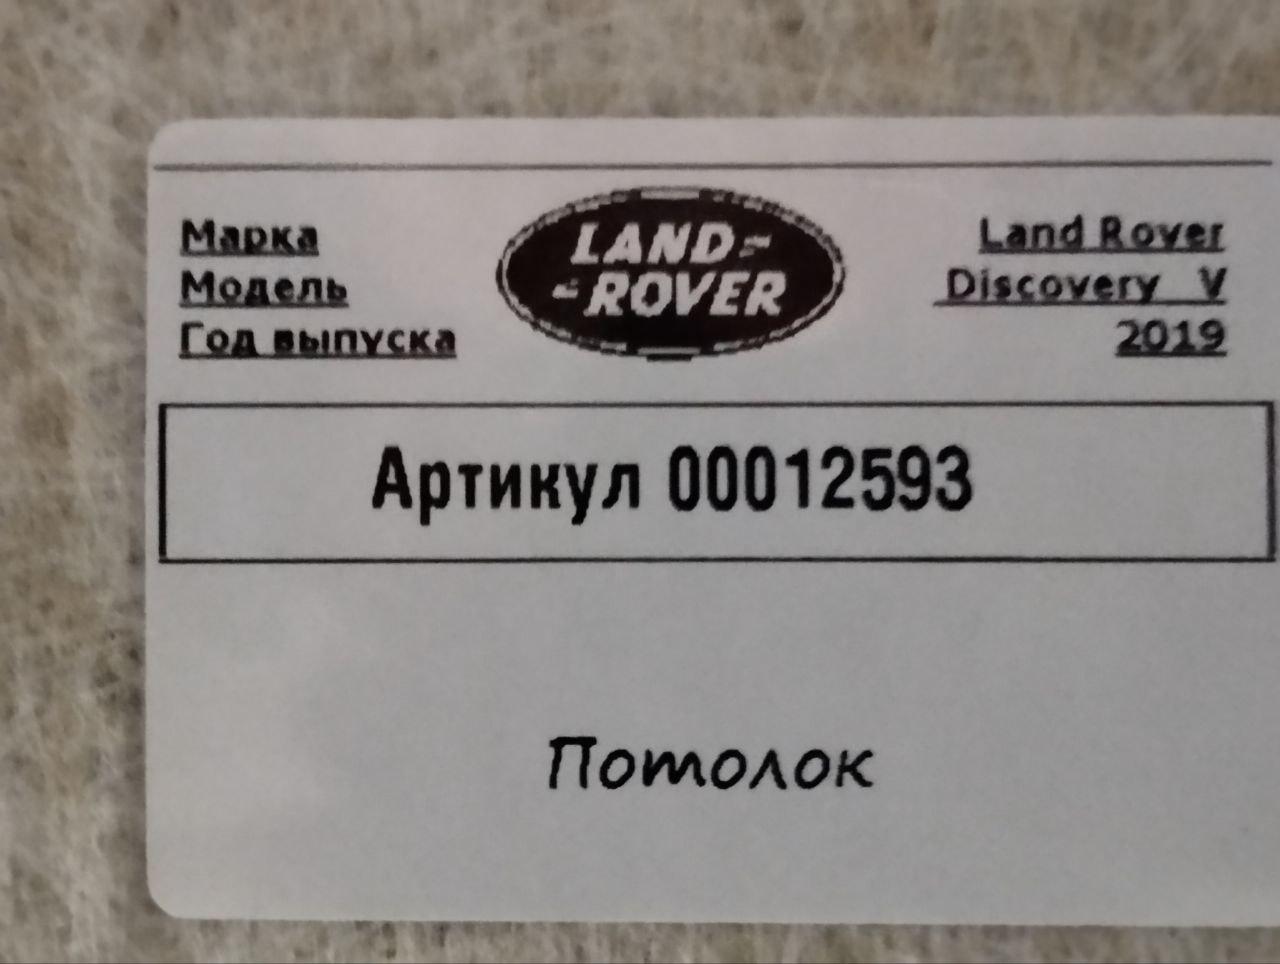 Марка
Модель
Год выпуска
LAND
ROVER
Land Rover
Discovery V
2019
Артикул 00012593
Потолок